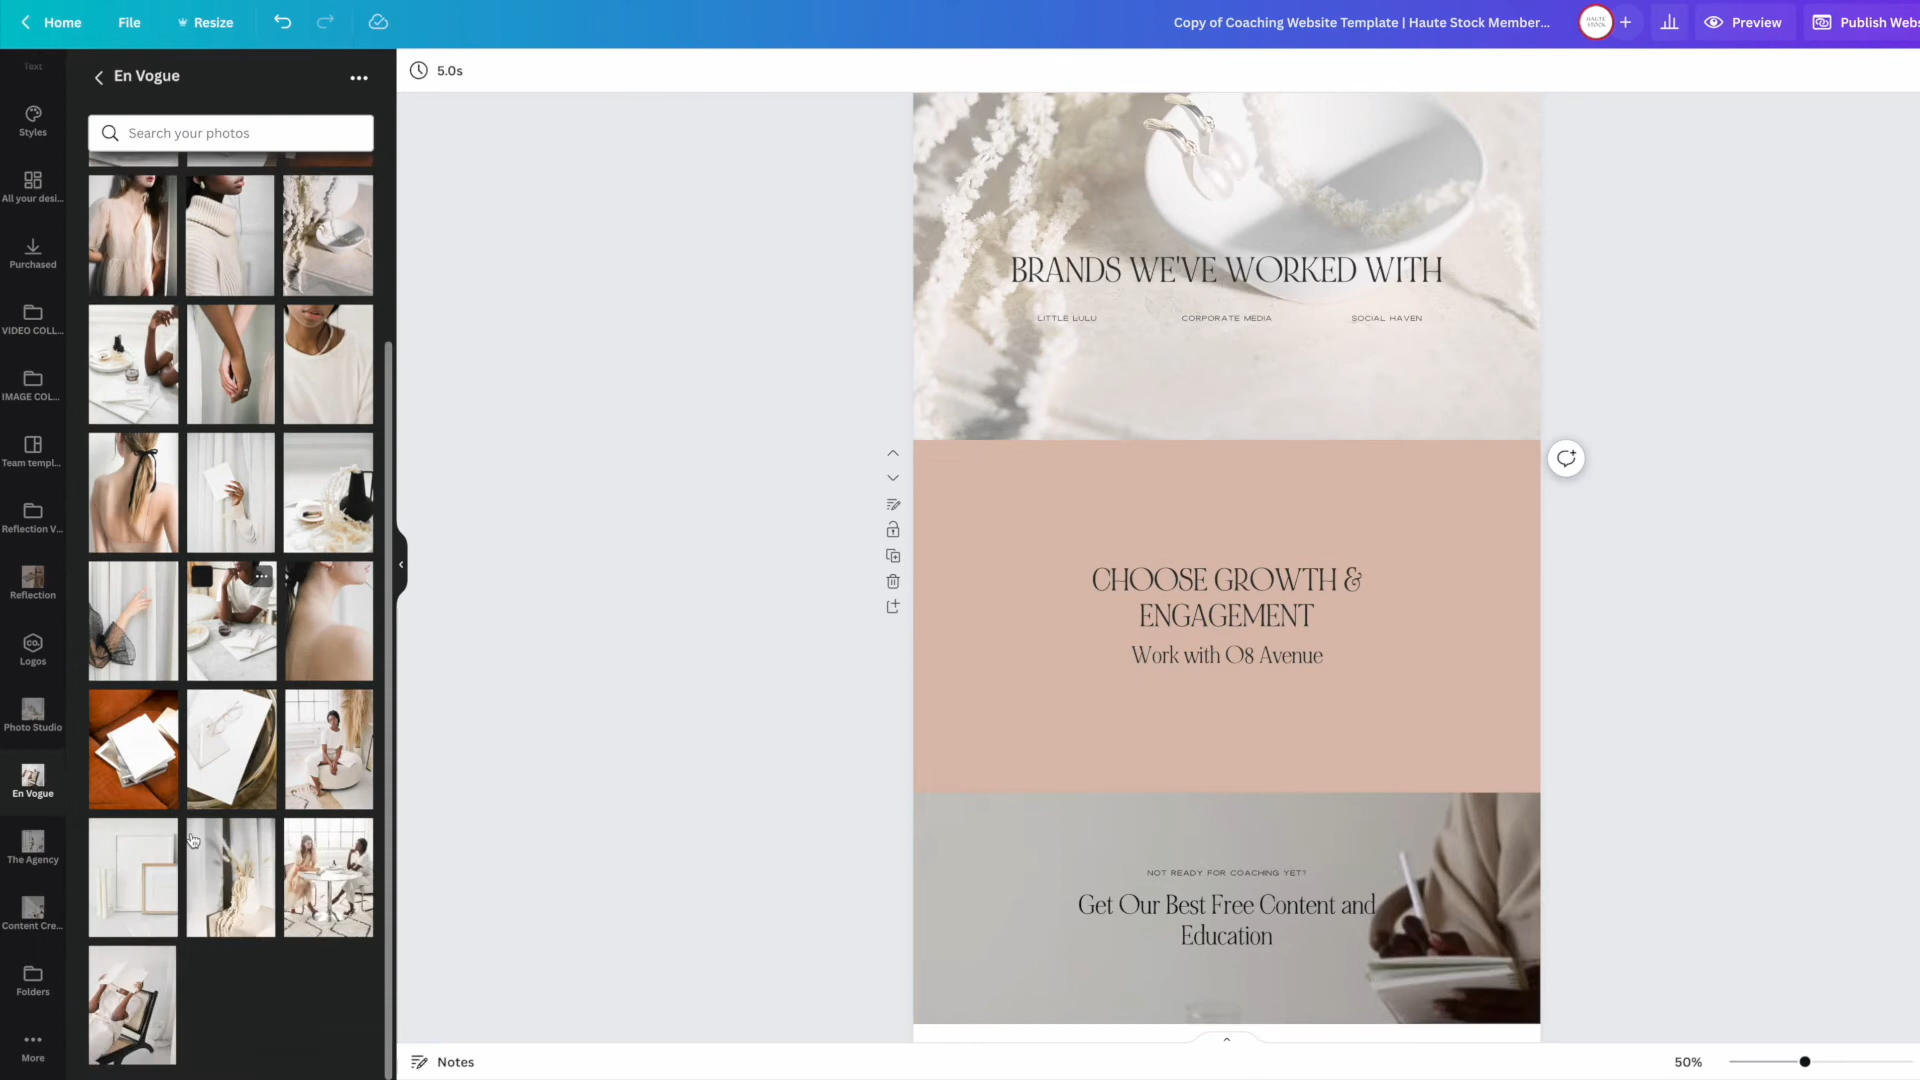 Home
File
Resize
Copy of Coaching Website Template | Haute Stock Member...
HAUTE
STOCK
Preview
Publish Webs
Text
Styles
All your desi...
Purchased
VIDEO COLL...
IMAGE COL...
Team templ...
Reflection V...
Reflection
CO.
Logos
Photo Studio
En Vogue
The Agency
Content Cre...
Folders
More
En Vogue
Search your photos
5.0s
BRANDS WE'VE WORKED WITH
LITTLE LULU
CORPORATE MEDIA
SOCIAL HAVEN
CHOOSE GROWTH &
ENGAGEMENT
Work with 08 Avenue
NOT READY FOR COACHING YET?
Get Our Best Free Content and
Education
Notes
50%